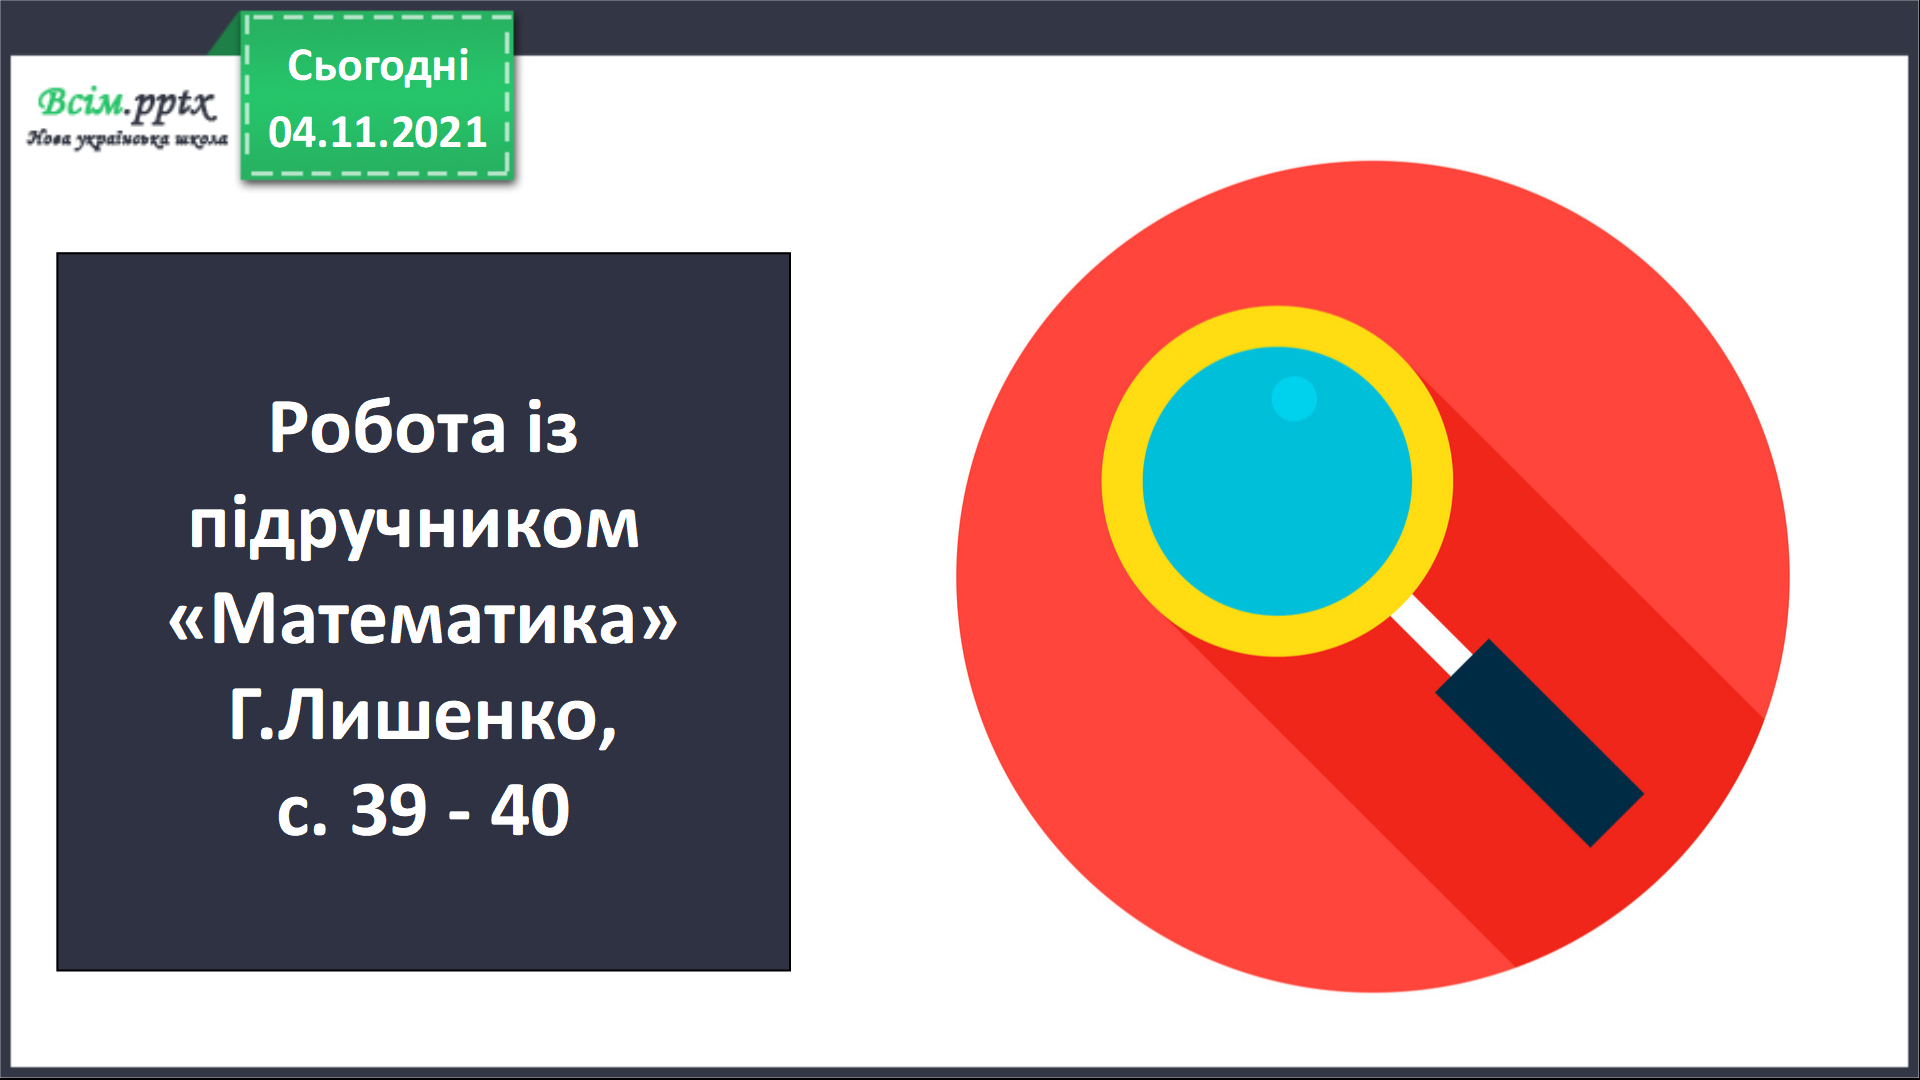 Всім.pptx
Нова українська школа
Сьогодні
04.11.2021
Робота із
підручником
«Математика»
Г.Лишенко,
с. 39 - 40